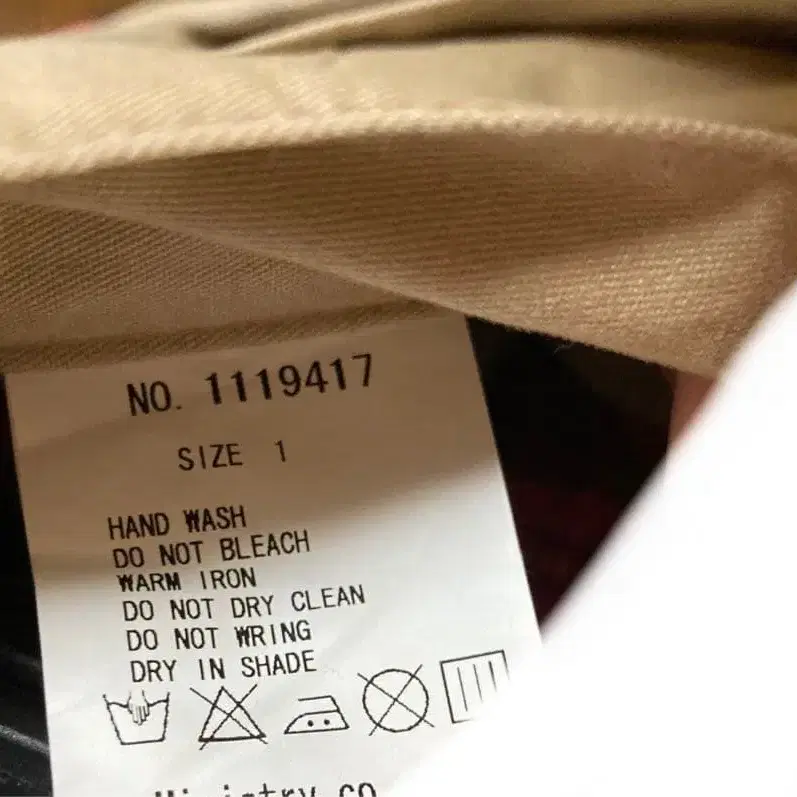 NO. 1119417
SIZE 1
HAND WASH
DO NOT BLEACH
WARM IRON
DO NOT DRY CLEAN
DO NOT WRING
DRY IN SHADE
co